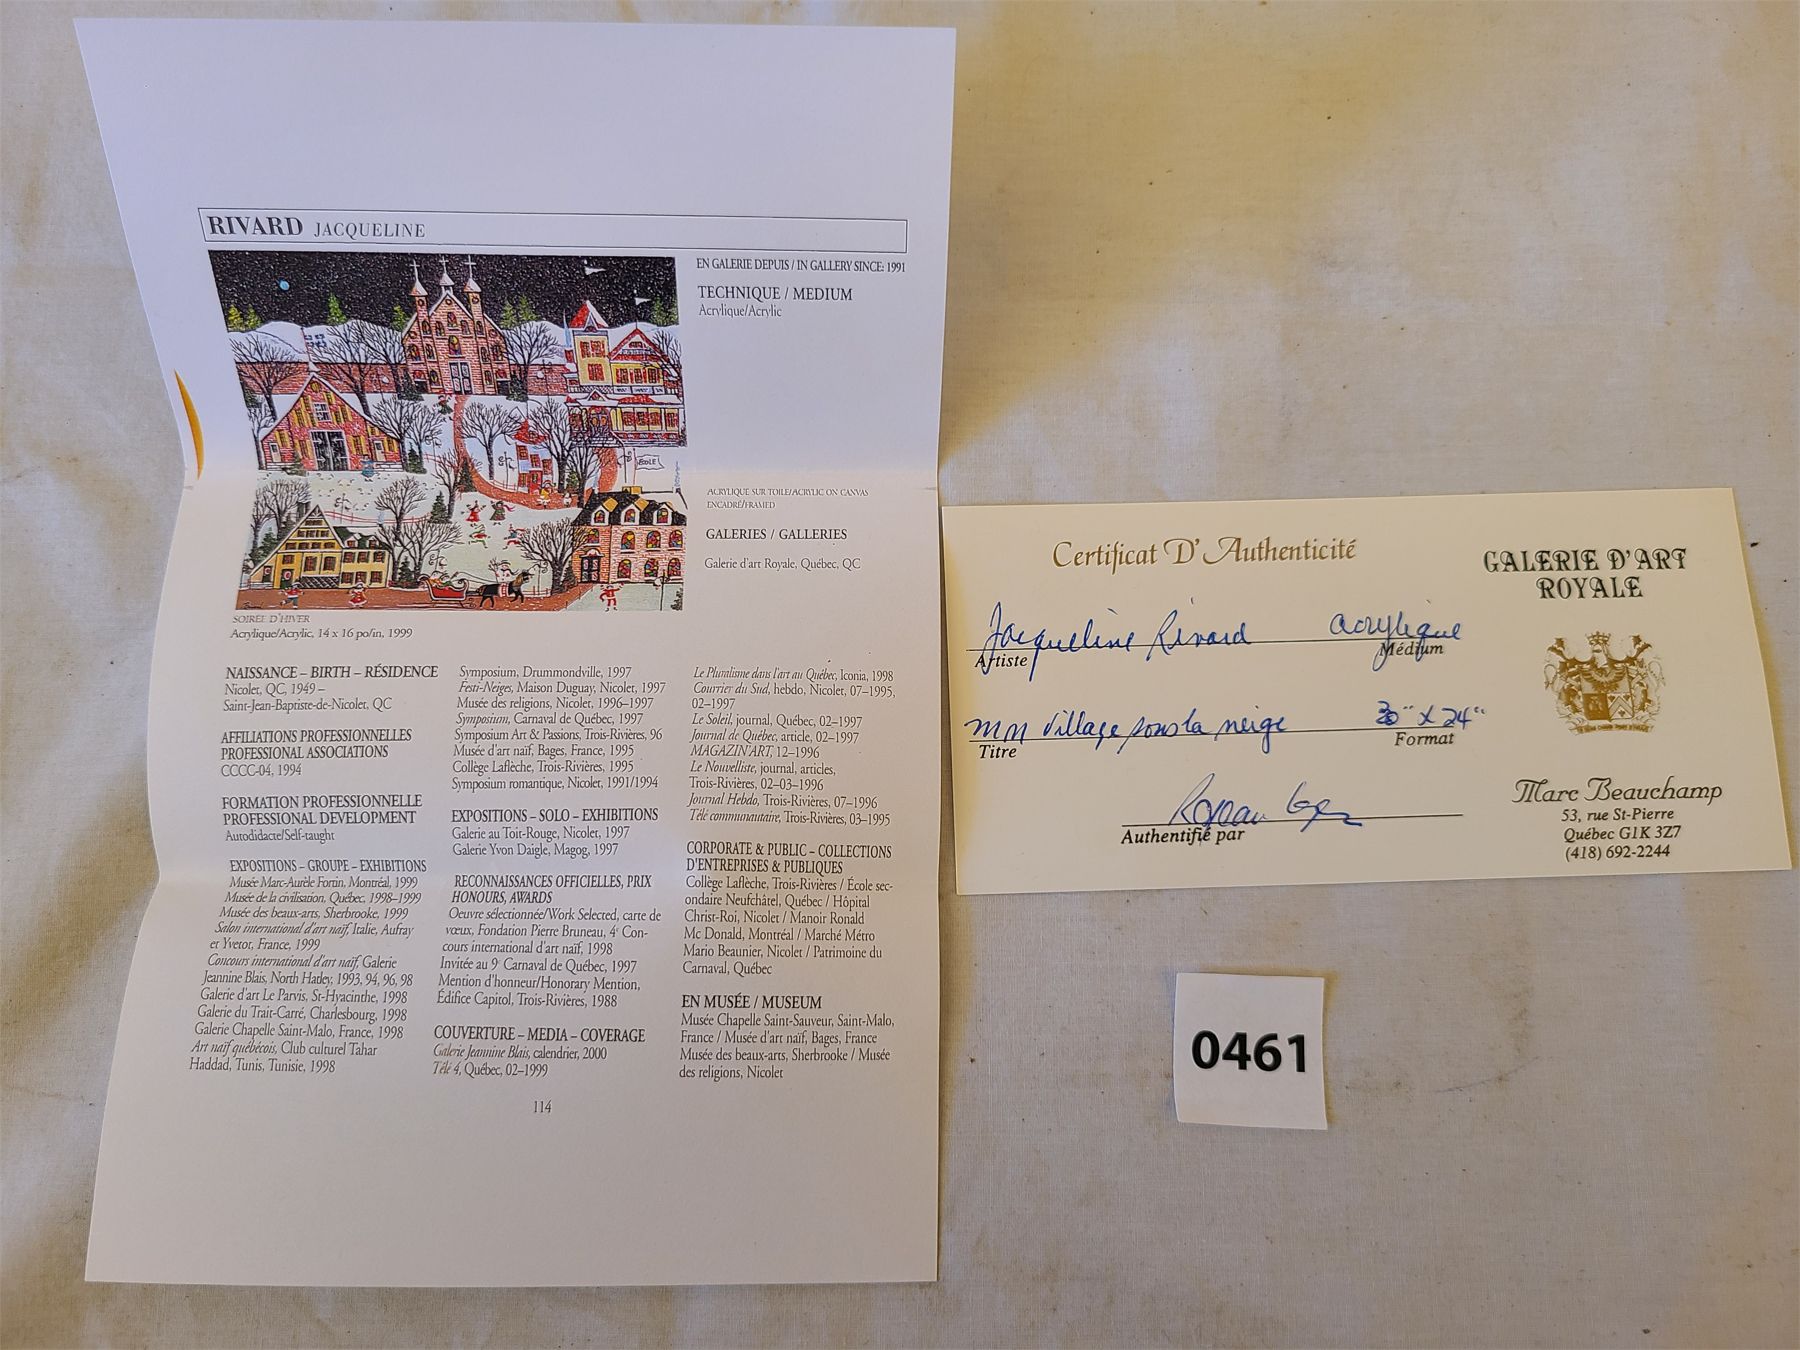 RIVARD JACQUELINE
EN GALERIE DEPUIS / IN GALLERY SINCE: 1991
TECHNIQUE / MEDIUM
Acrylique/Acrylic
ÉCOLE
ACRYLIQUE SUR TOILE/ACRYLIC ON CANVAS
ENCADRÉ/FRAMED
GALERIES / GALLERIES
Galerie d'art Royale, Québec, QC
SOIRÉE D'HIVER
Acrylique/Acrylic, 14 x 16 po/in, 1999
NAISSANCE – BIRTH – RÉSIDENCE
Nicolet, QC, 1949 –
Saint-Jean-Baptiste-de-Nicolet, QC
AFFILIATIONS PROFESSIONNELLES
PROFESSIONAL ASSOCIATIONS
CCCC-04, 1994
FORMATION PROFESSIONNELLE
PROFESSIONAL DEVELOPMENT
Autodidacte/Self-taught
EXPOSITIONS – GROUPE – EXHIBITIONS
Musée Marc-Aurèle Fortin, Montréal, 1999
Musée de la civilisation, Québec, 1998–1999
Musée des beaux-arts, Sherbrooke, 1999
Salon international d'art naïf, Italie, Aufray
et Yvetot, France, 1999
Concours international d'art naïf, Galerie
Jeannine Blais, North Hatley, 1993, 94, 96, 98
Galerie d'art Le Parvis, St-Hyacinthe, 1998
Galerie du Trait-Carré, Charlesbourg, 1998
Galerie Chapelle Saint-Malo, France, 1998
Art naïf québécois, Club culturel Tahar
Haddad, Tunis, Tunisie, 1998
Symposium, Drummondville, 1997
Festi-Neiges, Maison Duguay, Nicolet, 1997
Musée des religions, Nicolet, 1996–1997
Symposium, Carnaval de Québec, 1997
Symposium Art & Passions, Trois-Rivières, 96
Musée d'art naïf, Bages, France, 1995
Collège Laflèche, Trois-Rivières, 1995
Symposium romantique, Nicolet, 1991/1994
EXPOSITIONS – SOLO – EXHIBITIONS
Galerie au Toit-Rouge, Nicolet, 1997
Galerie Yvon Daigle, Magog, 1997
RECONNAISSANCES OFFICIELLES, PRIX
HONOURS, AWARDS
Oeuvre sélectionnée/Work Selected, carte de
vœux, Fondation Pierre Bruneau, 4e Con-
cours international d'art naïf, 1998
Invitée au 9e Carnaval de Québec, 1997
Mention d'honneur/Honorary Mention,
Édifice Capitol, Trois-Rivières, 1988
COUVERTURE – MEDIA – COVERAGE
Galerie Jeannine Blais, calendrier, 2000
Télé 4, Québec, 02–1999
Le Pluralisme dans l'art au Québec, Iconia, 1998
Courrier du Sud, hebdo, Nicolet, 07–1995,
02–1997
Le Soleil, journal, Québec, 02–1997
Journal de Québec, article, 02–1997
MAGAZIN'ART, 12–1996
Le Nouvelliste, journal, articles,
Trois-Rivières, 02–03–1996
Journal Hebdo, Trois-Rivières, 07–1996
Télé communautaire, Trois-Rivières, 03–1995
CORPORATE & PUBLIC – COLLECTIONS
D'ENTREPRISES & PUBLIQUES
Collège Laflèche, Trois-Rivières / École sec-
ondaire Neufchâtel, Québec / Hôpital
Christ-Roi, Nicolet / Manoir Ronald
Mc Donald, Montréal / Marché Métro
Mario Beaunier, Nicolet / Patrimoine du
Carnaval, Québec
EN MUSÉE / MUSEUM
Musée Chapelle Saint-Sauveur, Saint-Malo,
France / Musée d'art naïf, Bages, France
Musée des beaux-arts, Sherbrooke / Musée
des religions, Nicolet
114
Certificat D'Authenticité
Jacqueline Rivard acrylique
Artiste Médium
mn village sous la neige 30" x 24"
Titre Format
Authentifié par
GALERIE D'ART
ROYALE
Marc Beauchamp
53, rue St-Pierre
Québec G1K 3Z7
(418) 692-2244
0461